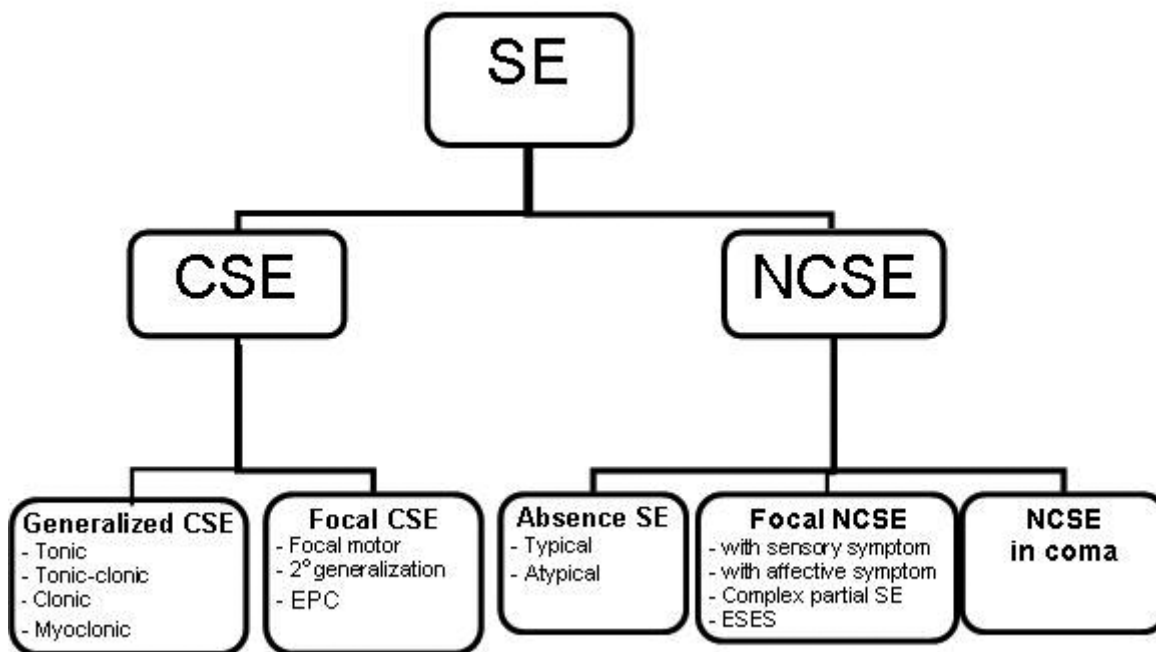 SE
CSE
NCSE
Generalized CSE
- Tonic
- Tonic-clonic
- Clonic
- Myoclonic
Focal CSE
- Focal motor
- 2° generalization
- EPC
Absence SE
- Typical
- Atypical
Focal NCSE
- with sensory symptom
- with affective symptom
- Complex partial SE
- ESES
NCSE
in coma